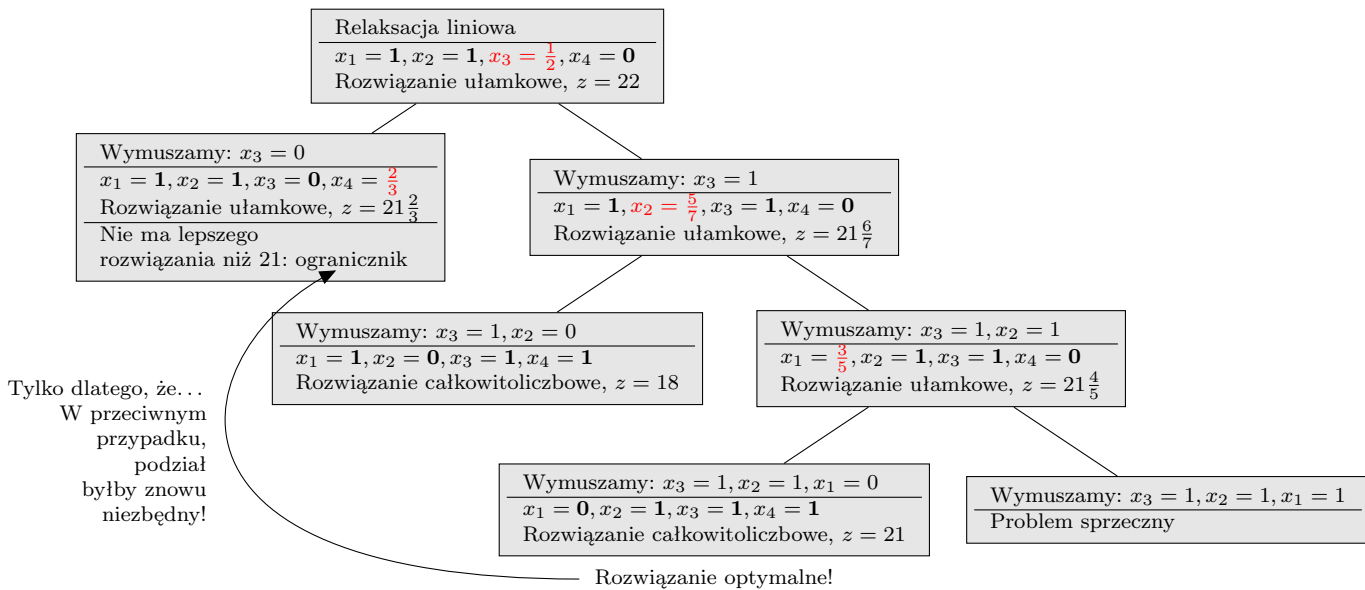 Relaksacja liniowa
x₁ = 1, x₂ = 1, x₃ = 1/2, x₄ = 0
Rozwiązanie ułamkowe, z = 22
Wymuszamy: x₃ = 0
x₁ = 1, x₂ = 1, x₃ = 0, x₄ = 2/3
Rozwiązanie ułamkowe, z = 21 2/3
Nie ma lepszego
rozwiązania niż 21: ogranicznik
Wymuszamy: x₃ = 1
x₁ = 1, x₂ = 5/7, x₃ = 1, x₄ = 0
Rozwiązanie ułamkowe, z = 21 6/7
Wymuszamy: x₃ = 1, x₂ = 0
x₁ = 1, x₂ = 0, x₃ = 1, x₄ = 1
Rozwiązanie całkowitoliczbowe, z = 18
Wymuszamy: x₃ = 1, x₂ = 1
x₁ = 3/5, x₂ = 1, x₃ = 1, x₄ = 0
Rozwiązanie ułamkowe, z = 21 4/5
Tylko dlatego, że…
W przeciwnym
przypadku,
podział
byłby znowu
niezbędny!
Wymuszamy: x₃ = 1, x₂ = 1, x₁ = 0
x₁ = 0, x₂ = 1, x₃ = 1, x₄ = 1
Rozwiązanie całkowitoliczbowe, z = 21
Wymuszamy: x₃ = 1, x₂ = 1, x₁ = 1
Problem sprzeczny
Rozwiązanie optymalne!